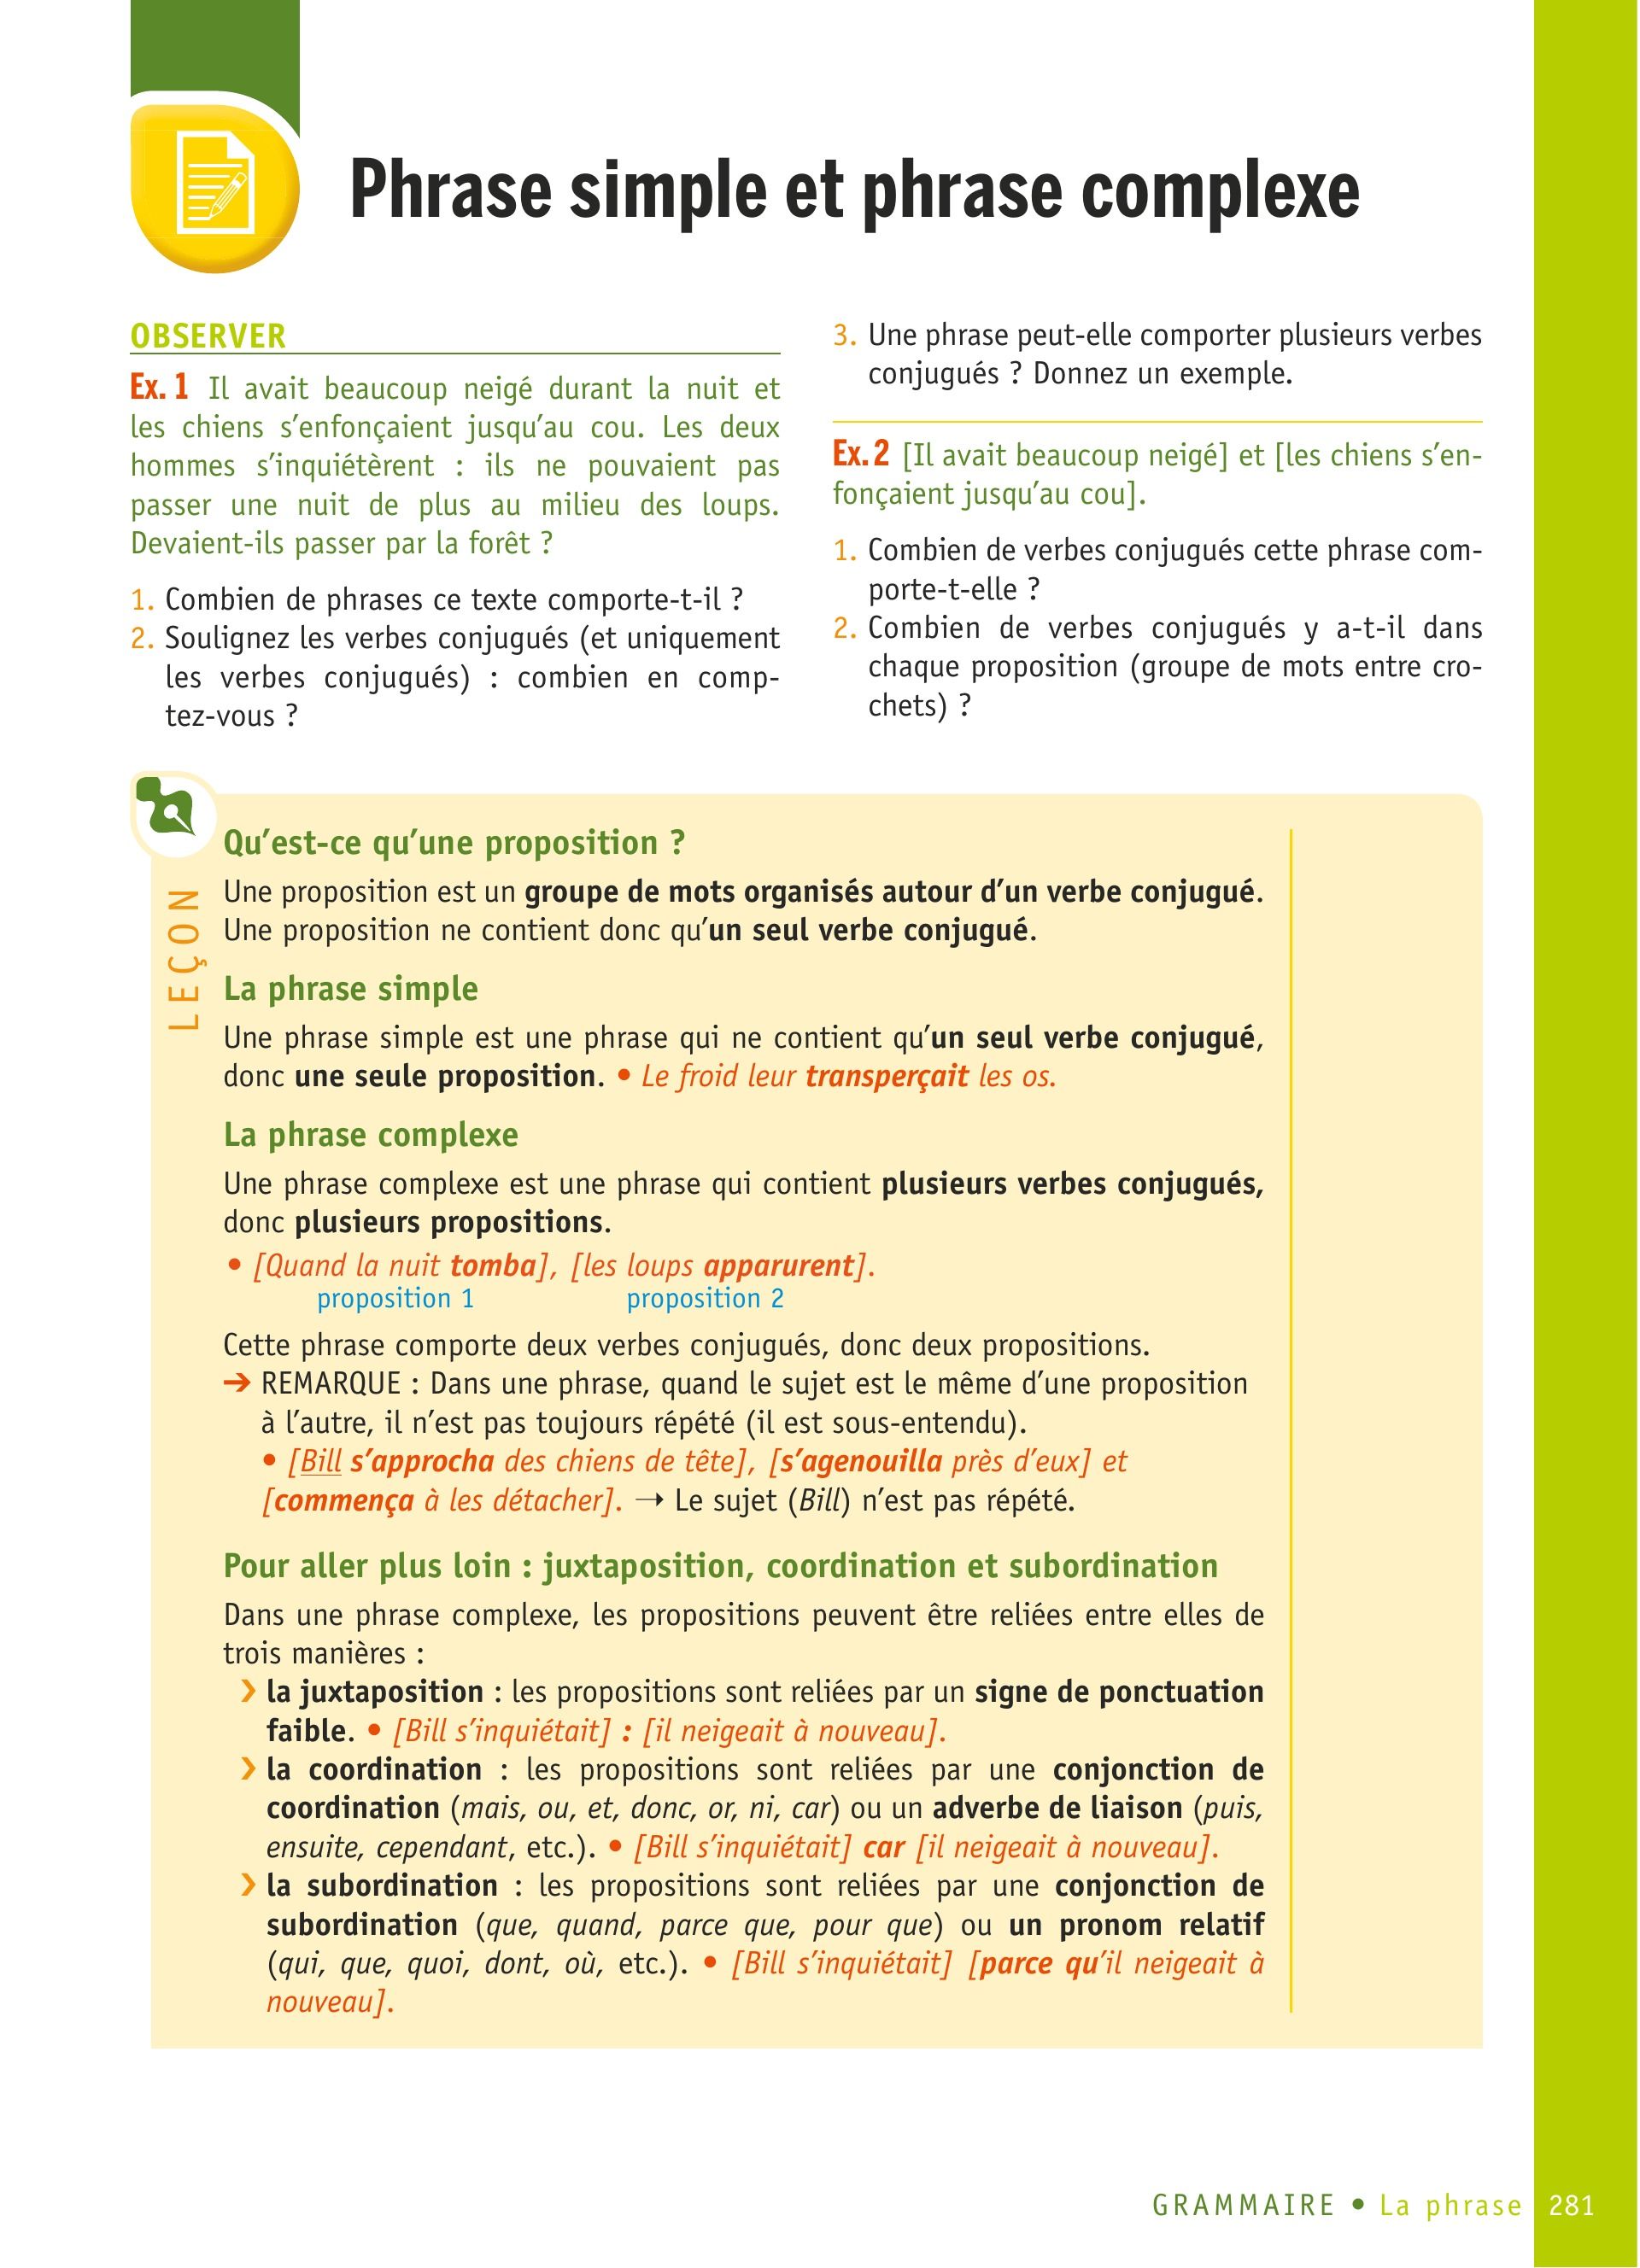 Phrase simple et phrase complexe
OBSERVER
Ex. 1 Il avait beaucoup neigé durant la nuit et
les chiens s'enfonçaient jusqu'au cou. Les deux
hommes s'inquiétèrent : ils ne pouvaient pas
passer une nuit de plus au milieu des loups.
Devaient-ils passer par la forêt ?
1. Combien de phrases ce texte comporte-t-il ?
2. Soulignez les verbes conjugués (et uniquement
les verbes conjugués) : combien en comp-
tez-vous ?
3. Une phrase peut-elle comporter plusieurs verbes
conjugués ? Donnez un exemple.
Ex. 2 [Il avait beaucoup neigé] et [les chiens s'en-
fonçaient jusqu'au cou].
1. Combien de verbes conjugués cette phrase com-
porte-t-elle ?
2. Combien de verbes conjugués y a-t-il dans
chaque proposition (groupe de mots entre cro-
chets) ?
LEÇON
Qu'est-ce qu'une proposition ?
Une proposition est un groupe de mots organisés autour d'un verbe conjugué.
Une proposition ne contient donc qu'un seul verbe conjugué.
La phrase simple
Une phrase simple est une phrase qui ne contient qu'un seul verbe conjugué,
donc une seule proposition. • Le froid leur transperçait les os.
La phrase complexe
Une phrase complexe est une phrase qui contient plusieurs verbes conjugués,
donc plusieurs propositions.
• [Quand la nuit tomba], [les loups apparurent].
proposition 1 proposition 2
Cette phrase comporte deux verbes conjugués, donc deux propositions.
➔ REMARQUE : Dans une phrase, quand le sujet est le même d'une proposition
à l'autre, il n'est pas toujours répété (il est sous-entendu).
• [Bill s'approcha des chiens de tête], [s'agenouilla près d'eux] et
[commença à les détacher]. → Le sujet (Bill) n'est pas répété.
Pour aller plus loin : juxtaposition, coordination et subordination
Dans une phrase complexe, les propositions peuvent être reliées entre elles de
trois manières :
› la juxtaposition : les propositions sont reliées par un signe de ponctuation
faible. • [Bill s'inquiétait] : [il neigeait à nouveau].
› la coordination : les propositions sont reliées par une conjonction de
coordination (mais, ou, et, donc, or, ni, car) ou un adverbe de liaison (puis,
ensuite, cependant, etc.). • [Bill s'inquiétait] car [il neigeait à nouveau].
› la subordination : les propositions sont reliées par une conjonction de
subordination (que, quand, parce que, pour que) ou un pronom relatif
(qui, que, quoi, dont, où, etc.). • [Bill s'inquiétait] [parce qu'il neigeait à
nouveau].
GRAMMAIRE • La phrase 281